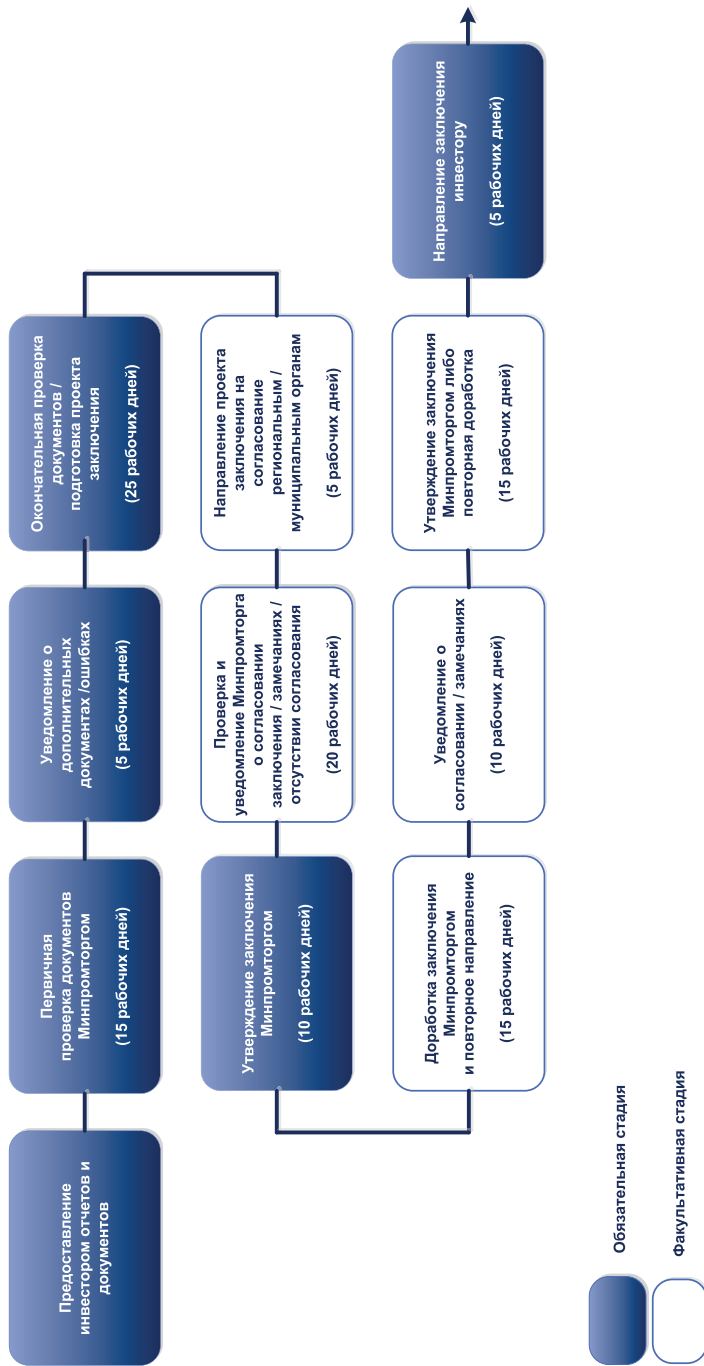 Предоставление
инвестором отчетов и
документов
Первичная
проверка документов
Минпромторгом
(15 рабочих дней)
Уведомление о
дополнительных
документах /ошибках
(5 рабочих дней)
Окончательная проверка
документов /
подготовка проекта
заключения
(25 рабочих дней)
Направление проекта
заключения на
согласование
региональным /
муниципальным органам
(5 рабочих дней)
Проверка и
уведомление Минпромторга
о согласовании
заключения / замечаниях /
отсутствии согласования
(20 рабочих дней)
Утверждение заключения
Минпромторгом
(10 рабочих дней)
Доработка заключения
Минпромторгом
и повторное направление
(15 рабочих дней)
Уведомление о
согласовании / замечаниях
(10 рабочих дней)
Утверждение заключения
Минпромторгом либо
повторная доработка
(15 рабочих дней)
Направление заключения
инвестору
(5 рабочих дней)
Обязательная стадия
Факультативная стадия